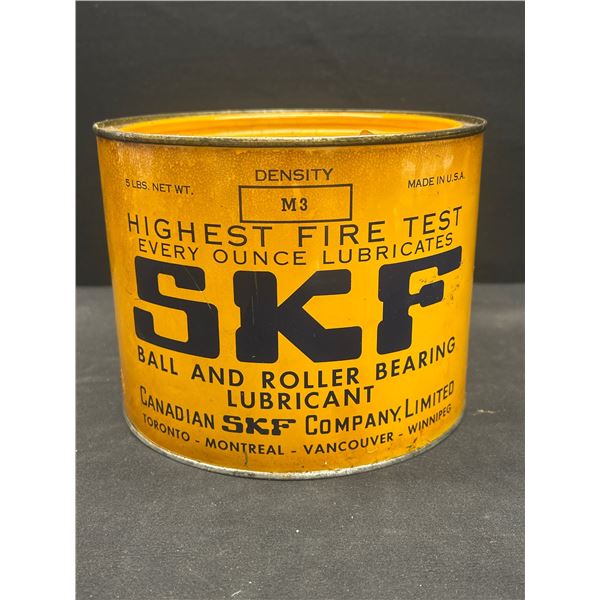 DENSITY
5 LBS. NET WT.
MADE IN U.S.A.
M3
HIGHEST FIRE TEST
EVERY OUNCE LUBRICATES
SKF
BALL AND ROLLER BEARING
LUBRICANT
CANADIAN SKF COMPANY, LIMITED
TORONTO - MONTREAL - VANCOUVER - WINNIPEG